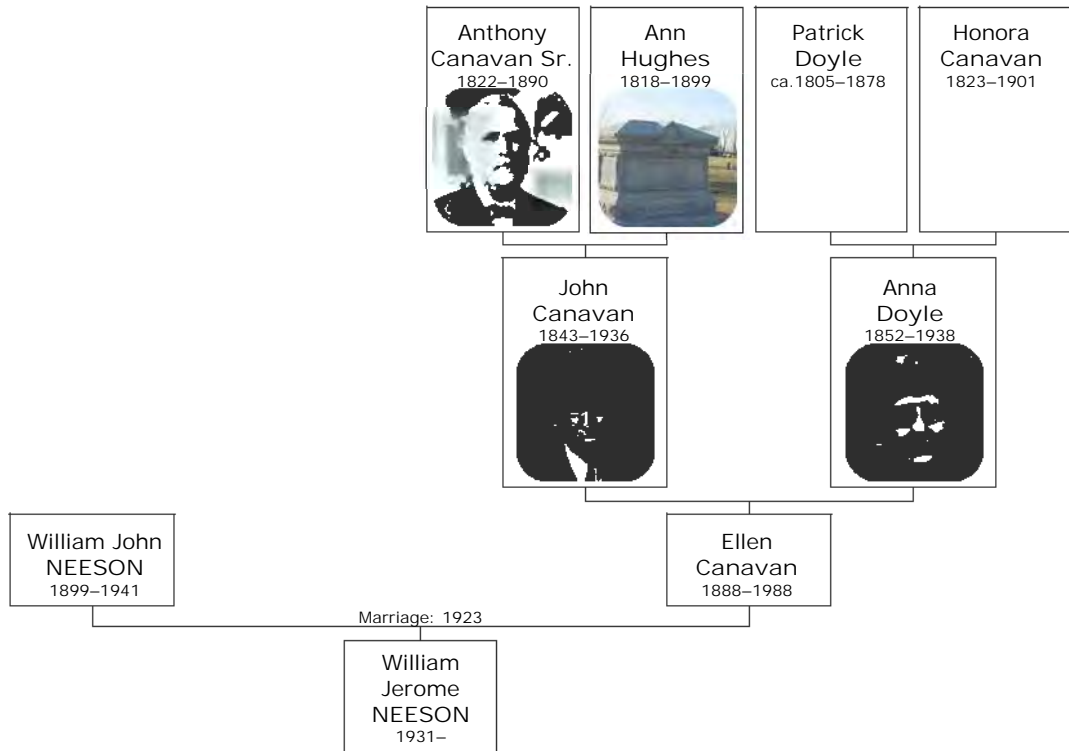 Anthony
Canavan Sr.
1822–1890
Ann
Hughes
1818–1899
Patrick
Doyle
ca.1805–1878
Honora
Canavan
1823–1901
John
Canavan
1843–1936
Anna
Doyle
1852–1938
William John
NEESON
1899–1941
Ellen
Canavan
1888–1988
Marriage: 1923
William
Jerome
NEESON
1931–